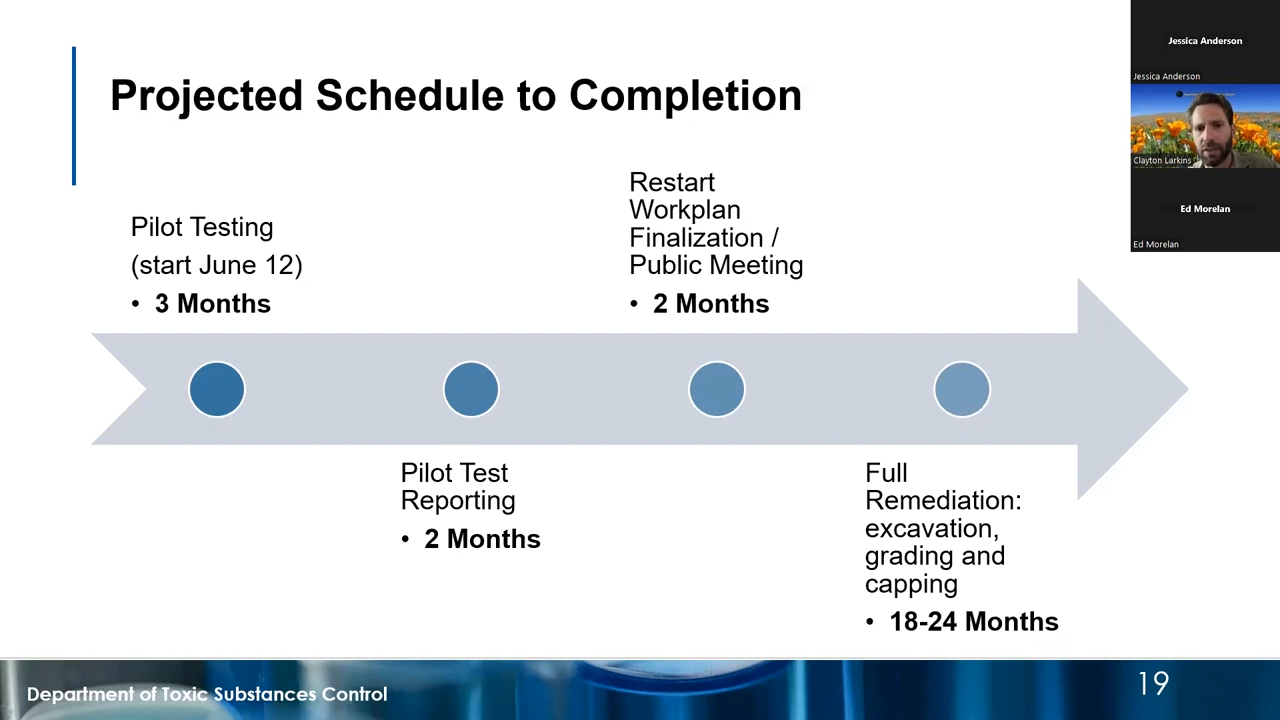 Projected Schedule to Completion
Pilot Testing
(start June 12)
• 3 Months
Restart
Workplan
Finalization /
Public Meeting
• 2 Months
Pilot Test
Reporting
• 2 Months
Full
Remediation:
excavation,
grading and
capping
• 18-24 Months
Department of Toxic Substances Control
19
Jessica Anderson
Jessica Anderson
Clayton Larkins
Ed Morelan
Ed Morelan